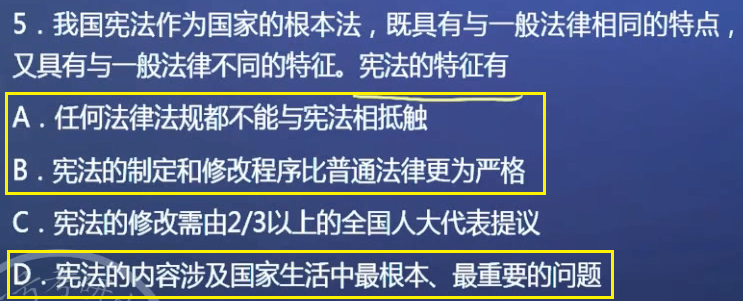 5．我国宪法作为国家的根本法，既具有与一般法律相同的特点，
又具有与一般法律不同的特征。宪法的特征有
A．任何法律法规都不能与宪法相抵触
B．宪法的制定和修改程序比普通法律更为严格
C．宪法的修改需由2/3以上的全国人大代表提议
D．宪法的内容涉及国家生活中最根本、最重要的问题